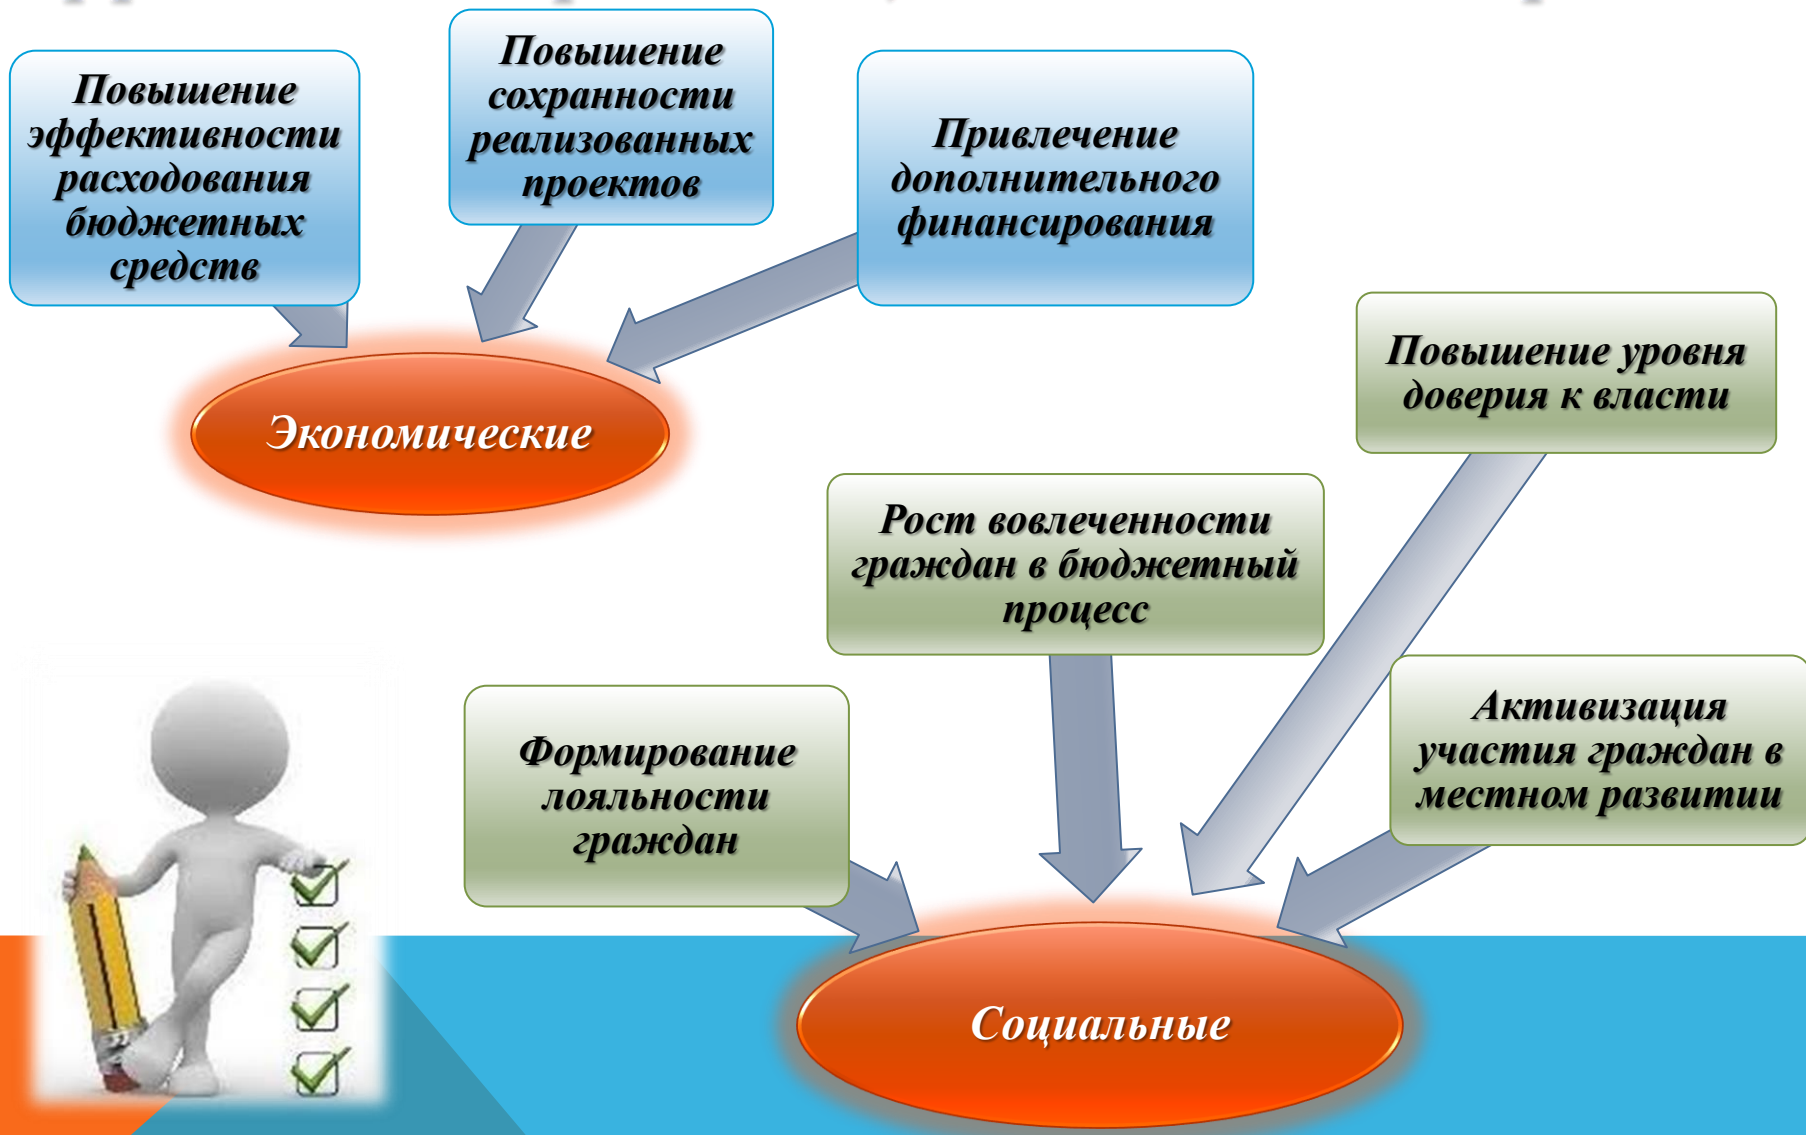 Повышение
эффективности
расходования
бюджетных
средств
Повышение
сохранности
реализованных
проектов
Привлечение
дополнительного
финансирования
Экономические
Повышение уровня
доверия к власти
Рост вовлеченности
граждан в бюджетный
процесс
Формирование
лояльности
граждан
Активизация
участия граждан в
местном развитии
Социальные